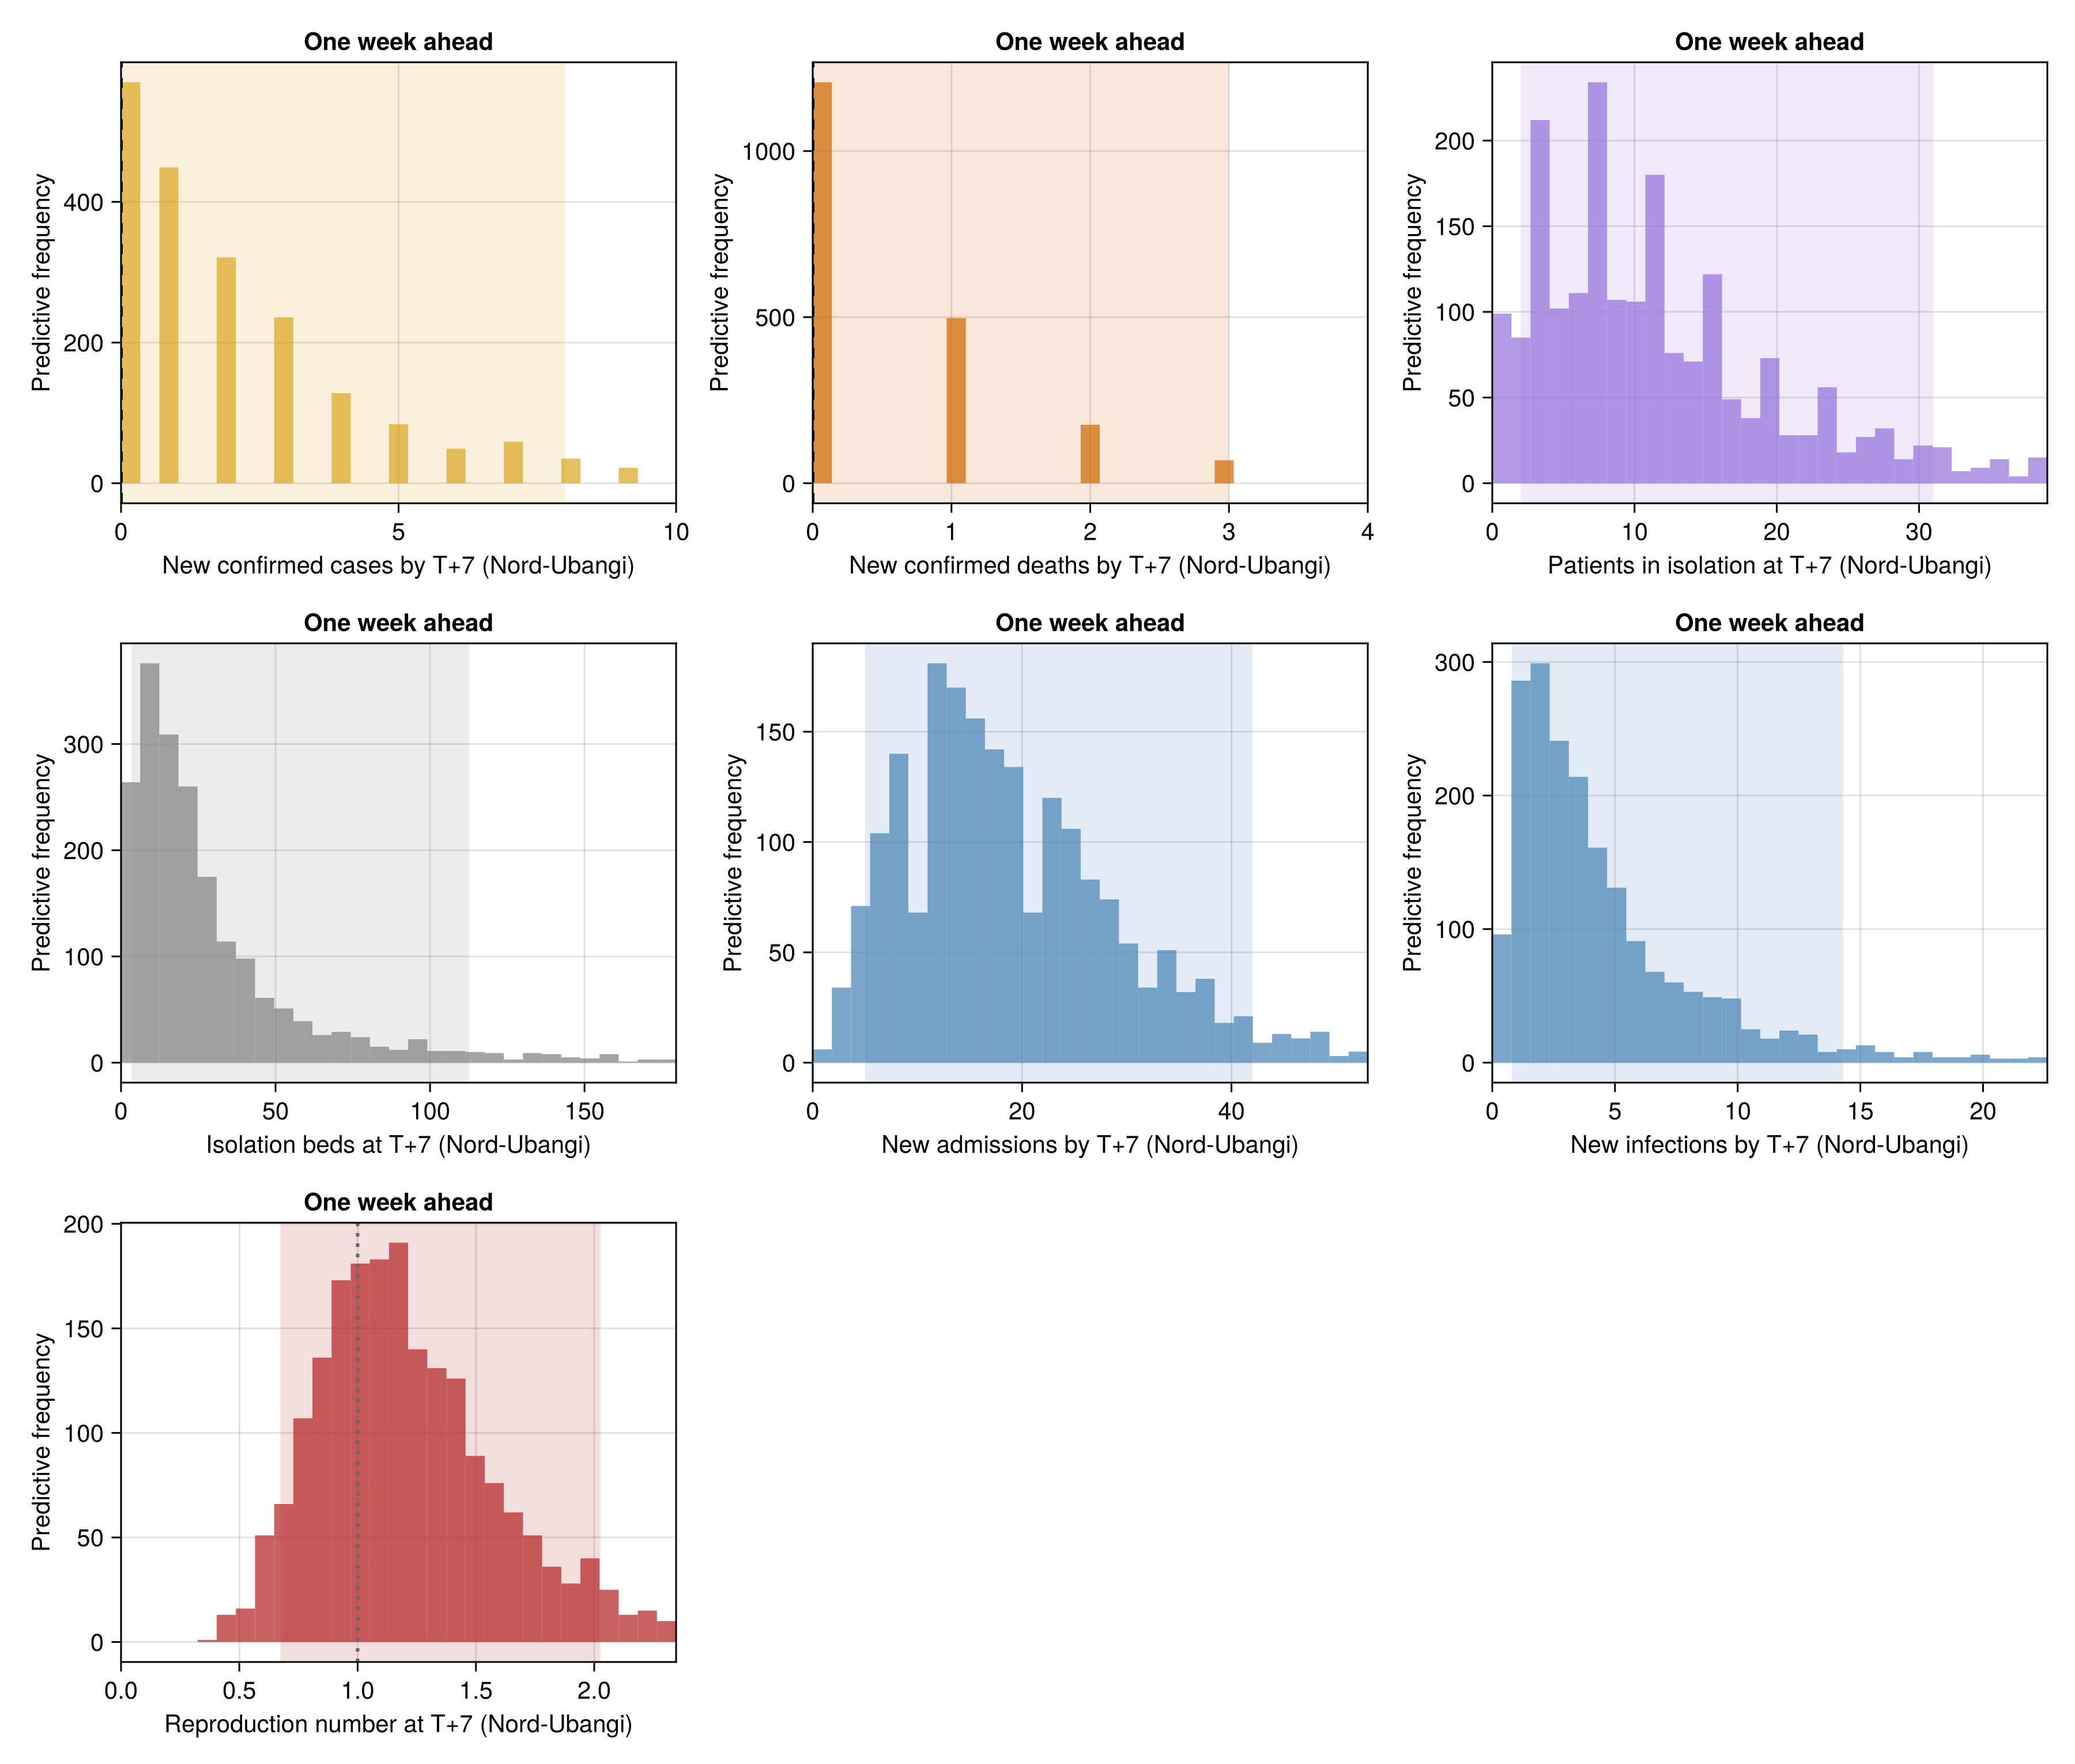 One week ahead
One week ahead
One week ahead
Predictive frequency
400
200
0
0 5 10
New confirmed cases by T+7 (Nord-Ubangi)
Predictive frequency
1000
500
0
0 1 2 3 4
New confirmed deaths by T+7 (Nord-Ubangi)
Predictive frequency
200
150
100
50
0
0 10 20 30
Patients in isolation at T+7 (Nord-Ubangi)
One week ahead
One week ahead
One week ahead
Predictive frequency
300
200
100
0
0 50 100 150
Isolation beds at T+7 (Nord-Ubangi)
Predictive frequency
150
100
50
0
0 20 40
New admissions by T+7 (Nord-Ubangi)
Predictive frequency
300
200
100
0
0 5 10 15 20
New infections by T+7 (Nord-Ubangi)
One week ahead
Predictive frequency
200
150
100
50
0
0.0 0.5 1.0 1.5 2.0
Reproduction number at T+7 (Nord-Ubangi)